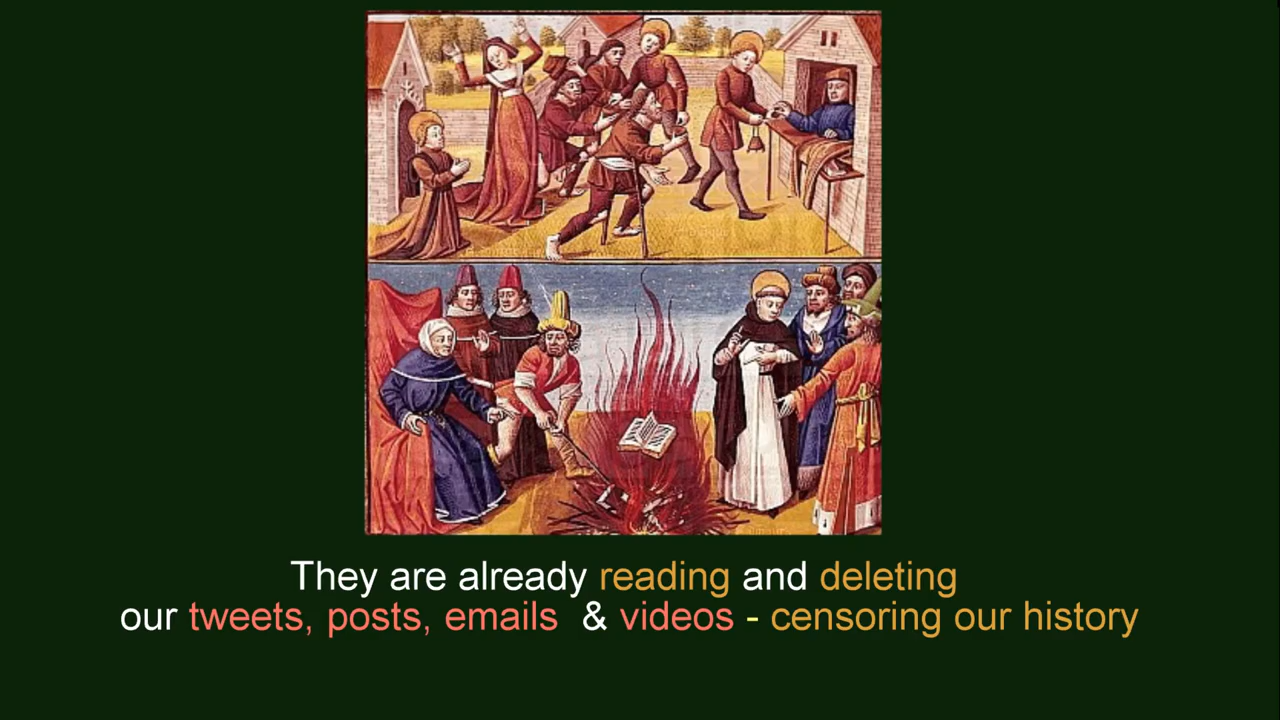 They are already reading and deleting
our tweets, posts, emails & videos - censoring our history